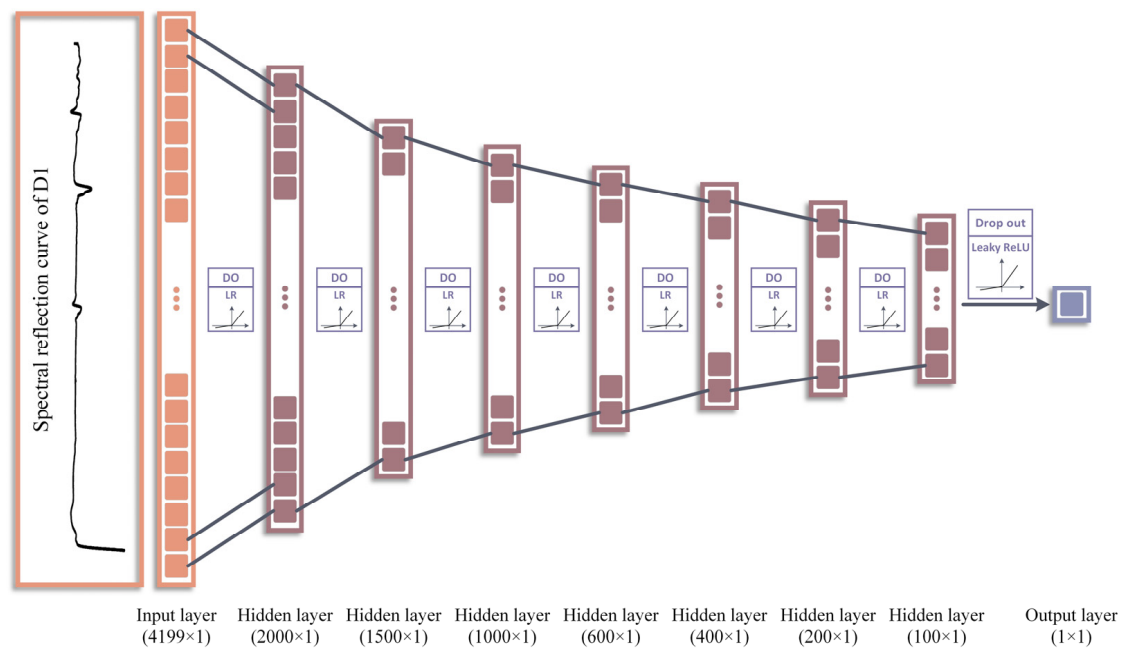 Spectral reflection curve of D1
DO
LR
DO
LR
DO
LR
DO
LR
DO
LR
DO
LR
DO
LR
Drop out
Leaky ReLU
Input layer
(4199×1)
Hidden layer
(2000×1)
Hidden layer
(1500×1)
Hidden layer
(1000×1)
Hidden layer
(600×1)
Hidden layer
(400×1)
Hidden layer
(200×1)
Hidden layer
(100×1)
Output layer
(1×1)